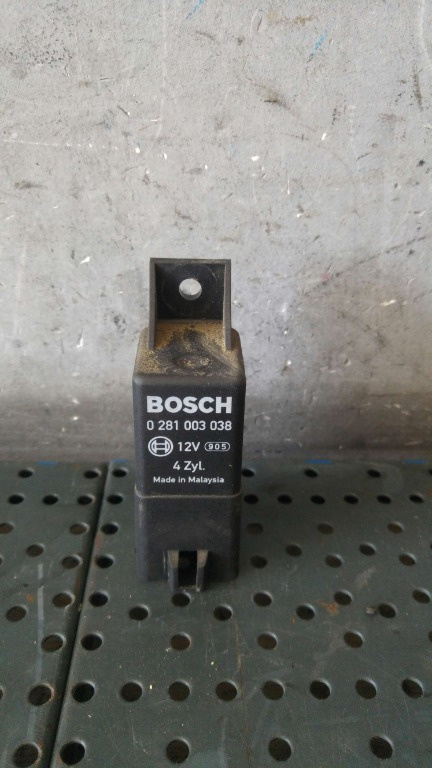 BOSCH
0 281 003 038
12V 905
4 Zyl.
Made in Malaysia